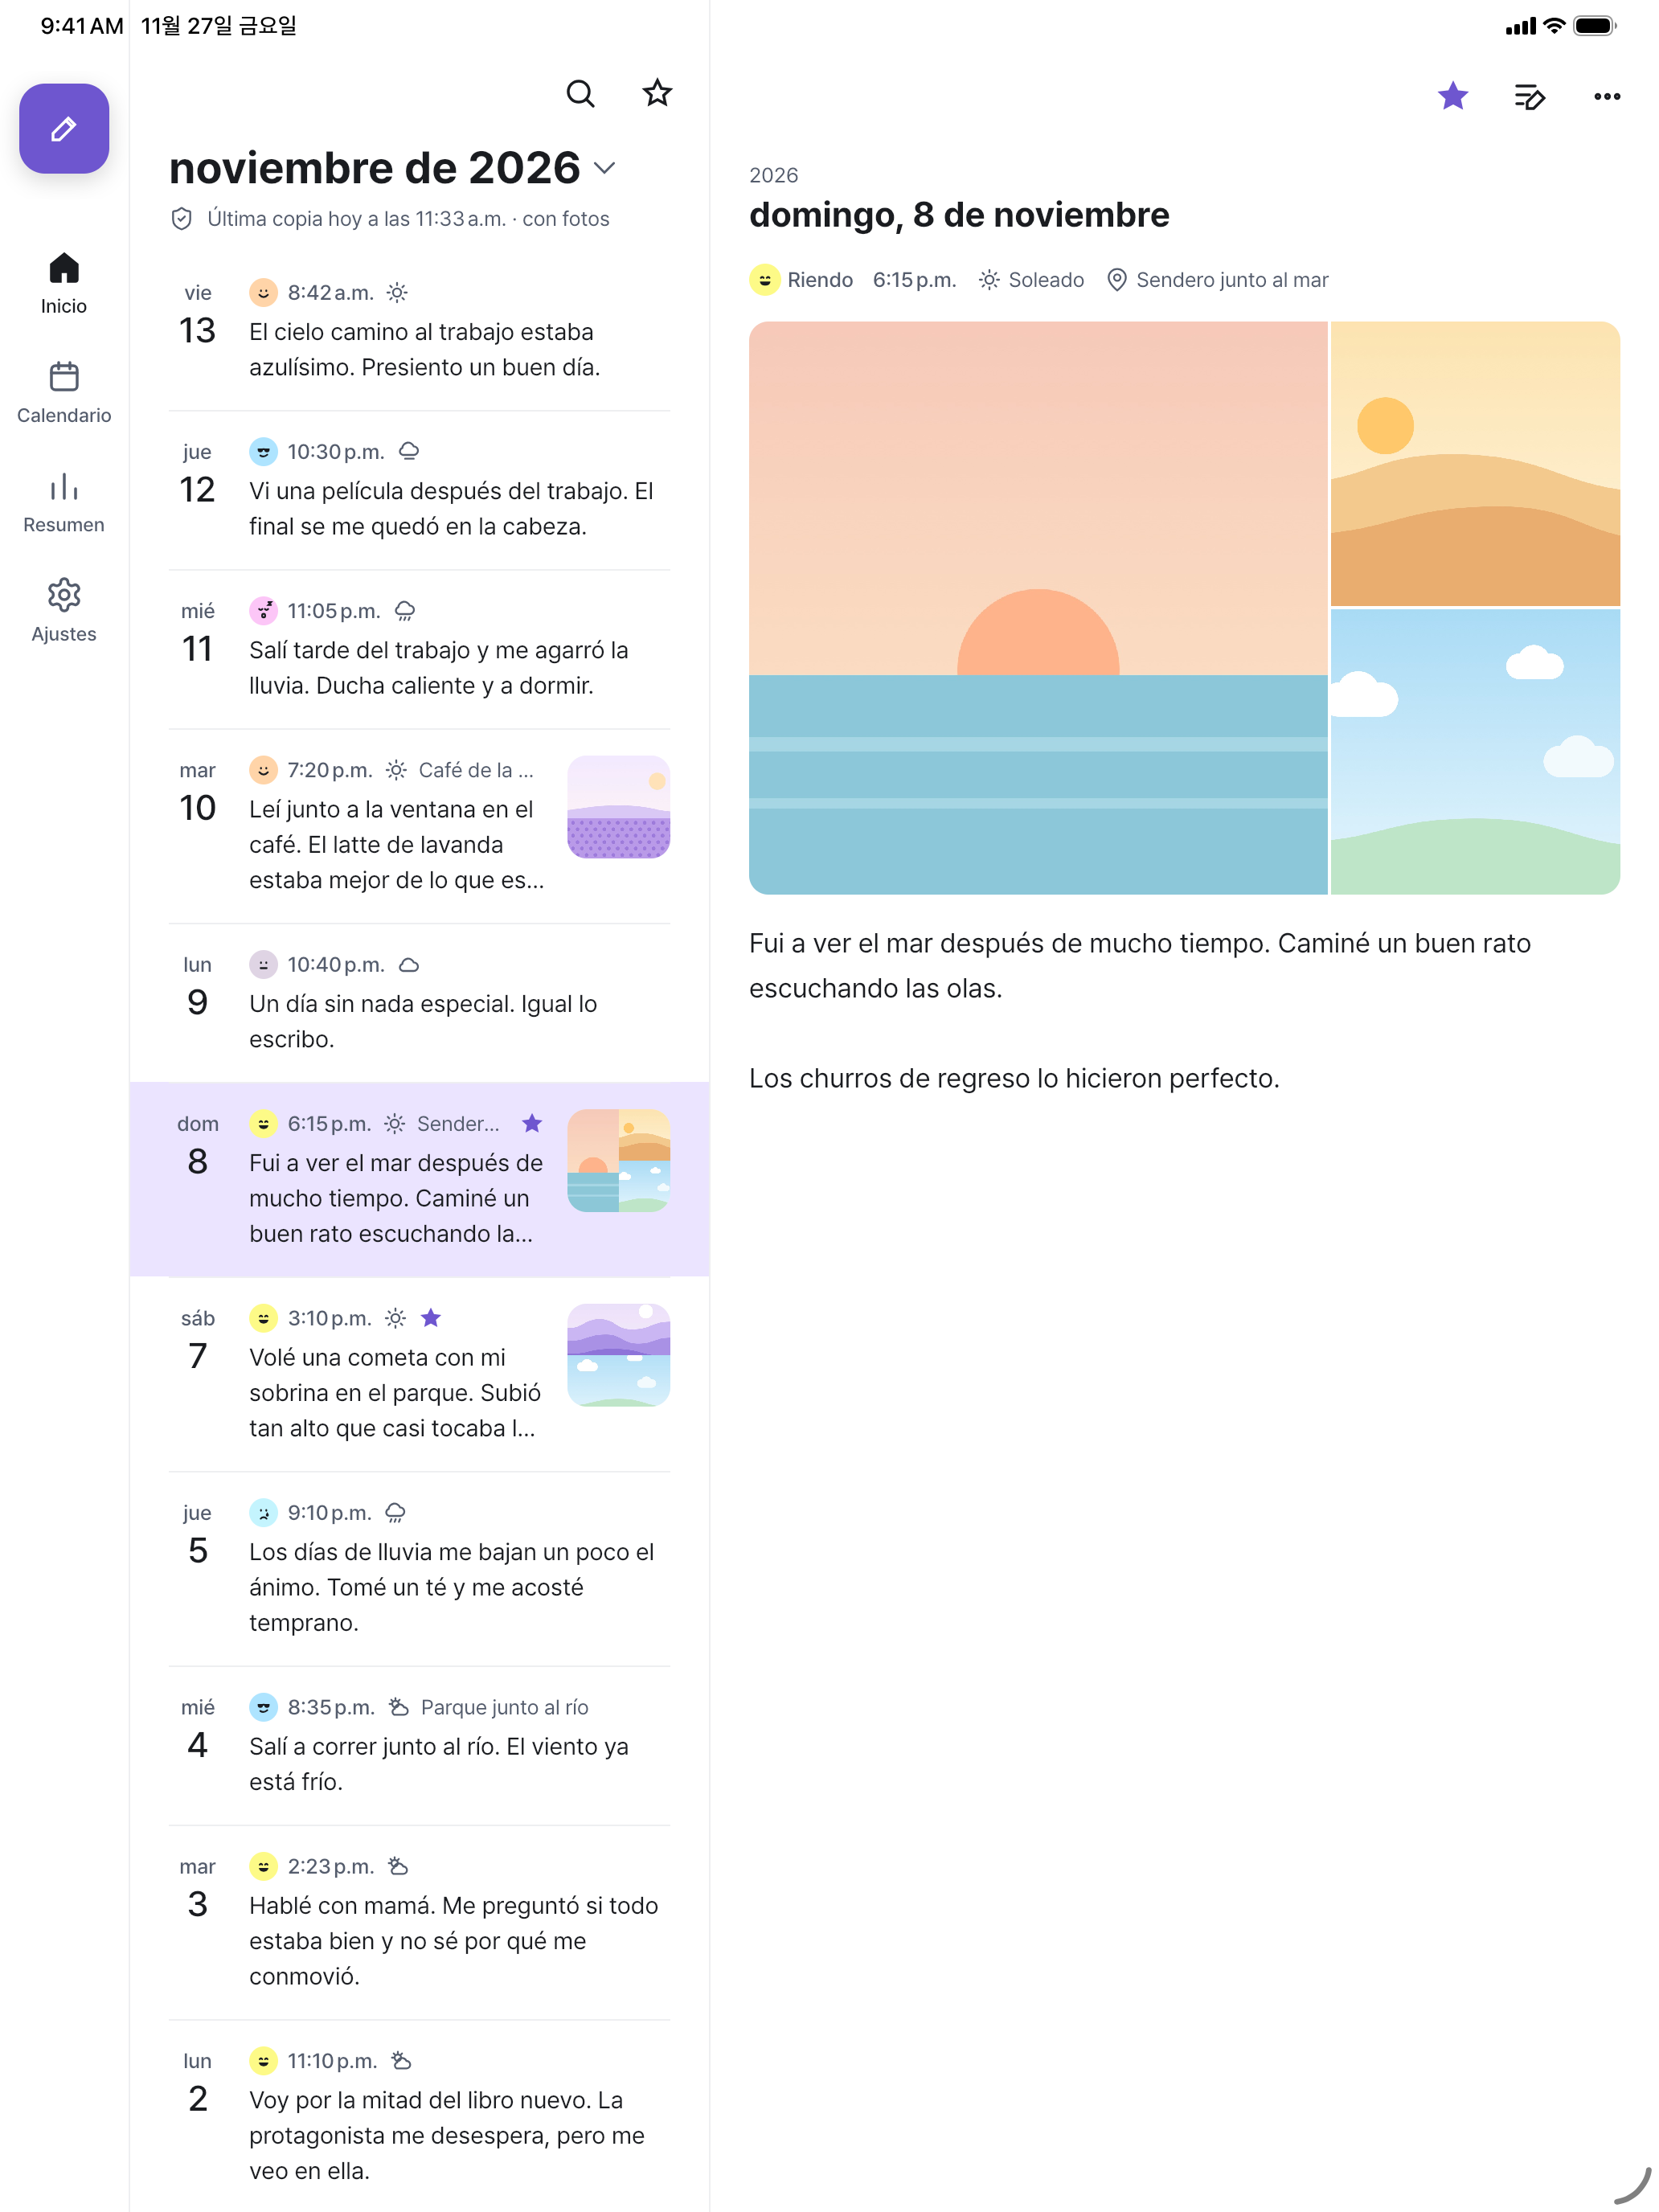 9:41 AM 11월 27일 금요일
Inicio
Calendario
Resumen
Ajustes
noviembre de 2026
Última copia hoy a las 11:33 a.m. · con fotos
vie
13
8:42 a.m.
El cielo camino al trabajo estaba
azulísimo. Presiento un buen día.
jue
12
10:30 p.m.
Vi una película después del trabajo. El
final se me quedó en la cabeza.
mié
11
11:05 p.m.
Salí tarde del trabajo y me agarró la
lluvia. Ducha caliente y a dormir.
mar
10
7:20 p.m. Café de la ...
Leí junto a la ventana en el
café. El latte de lavanda
estaba mejor de lo que es...
lun
9
10:40 p.m.
Un día sin nada especial. Igual lo
escribo.
dom
8
6:15 p.m. Sender...
Fui a ver el mar después de
mucho tiempo. Caminé un
buen rato escuchando la...
sáb
7
3:10 p.m.
Volé una cometa con mi
sobrina en el parque. Subió
tan alto que casi tocaba l...
jue
5
9:10 p.m.
Los días de lluvia me bajan un poco el
ánimo. Tomé un té y me acosté
temprano.
mié
4
8:35 p.m. Parque junto al río
Salí a correr junto al río. El viento ya
está frío.
mar
3
2:23 p.m.
Hablé con mamá. Me preguntó si todo
estaba bien y no sé por qué me
conmovió.
lun
2
11:10 p.m.
Voy por la mitad del libro nuevo. La
protagonista me desespera, pero me
veo en ella.
2026
domingo, 8 de noviembre
Riendo 6:15 p.m. Soleado Sendero junto al mar
Fui a ver el mar después de mucho tiempo. Caminé un buen rato
escuchando las olas.
Los churros de regreso lo hicieron perfecto.